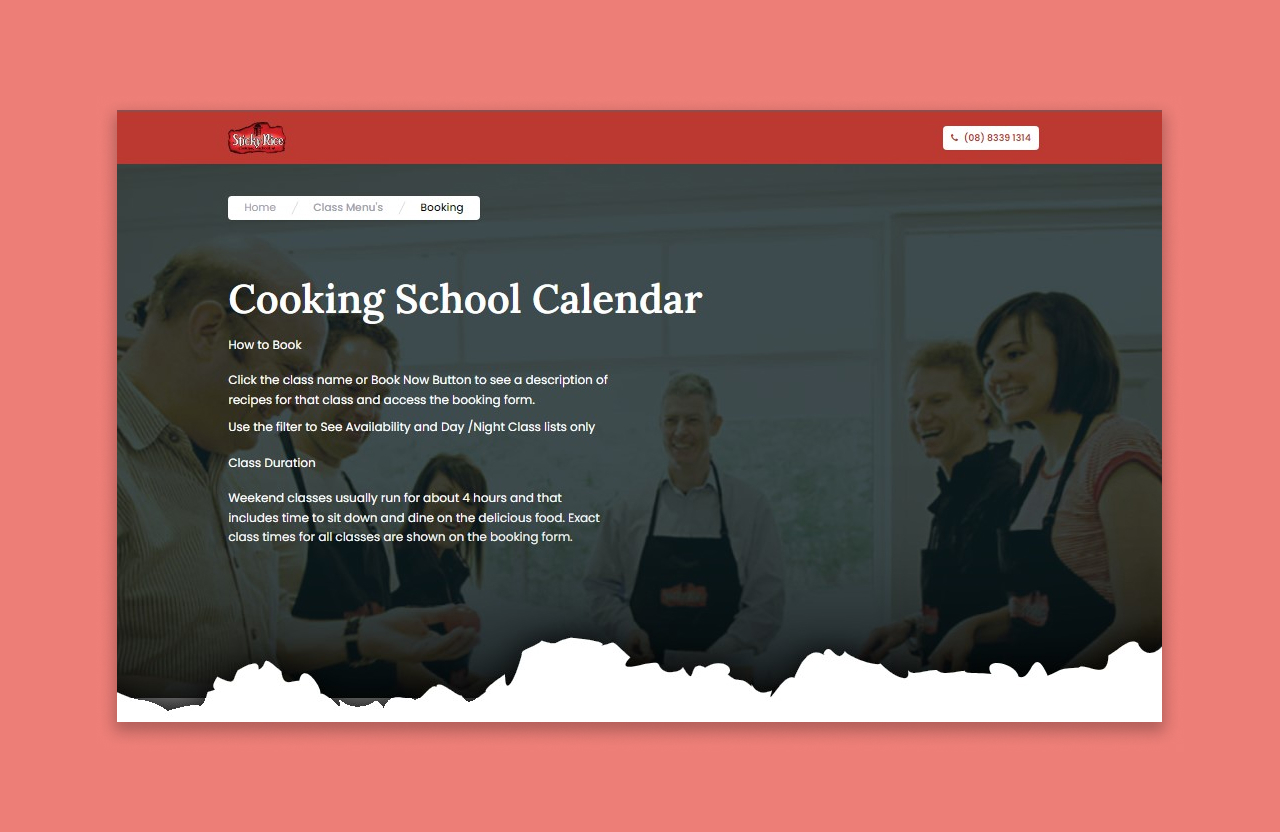 Sticky Rice
(08) 8339 1314
Home / Class Menu's / Booking
Cooking School Calendar
How to Book
Click the class name or Book Now Button to see a description of
recipes for that class and access the booking form.
Use the filter to See Availability and Day /Night Class lists only
Class Duration
Weekend classes usually run for about 4 hours and that
includes time to sit down and dine on the delicious food. Exact
class times for all classes are shown on the booking form.